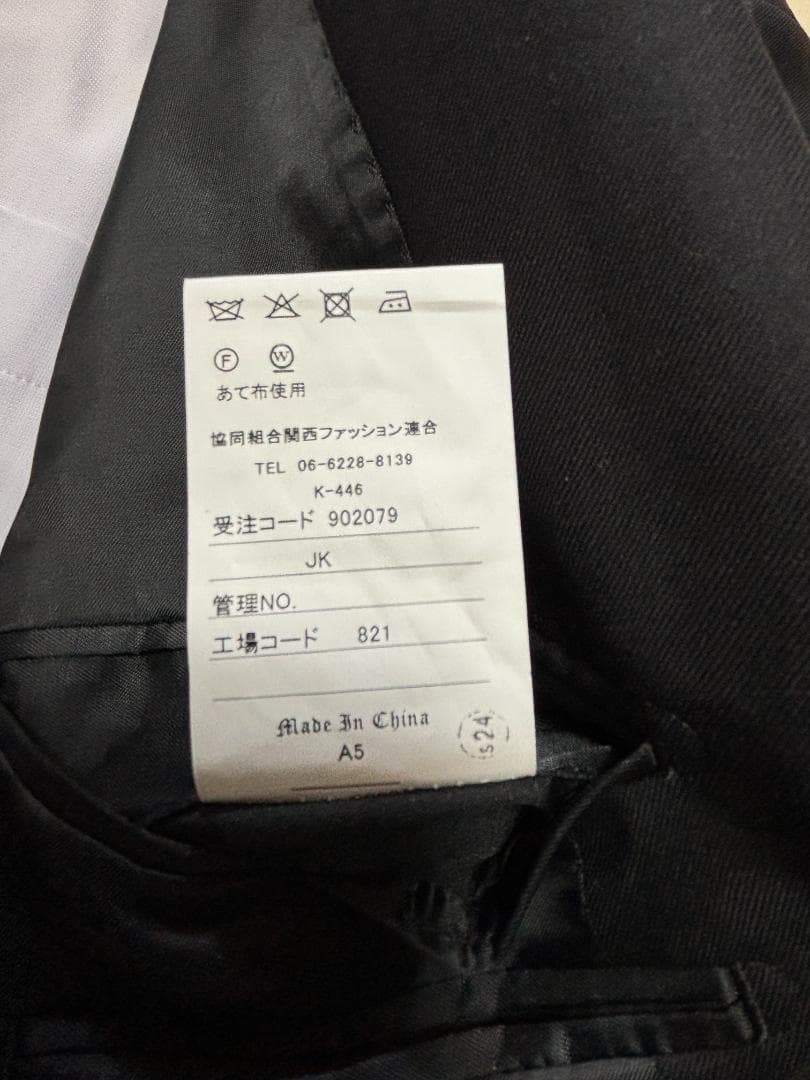 F W
あて布使用
協同組合関西ファッション連合
TEL 06-6228-8139
K-446
受注コード 902079
JK
管理NO.
工場コード 821
Made In China
A5
s24